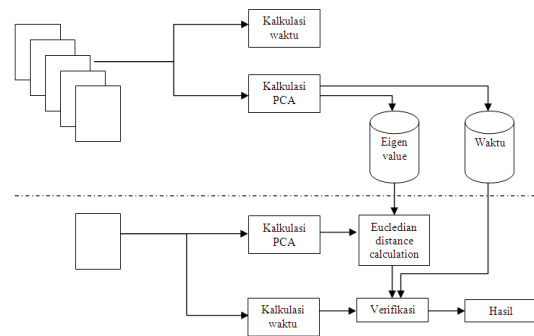 Kalkulasi
waktu
Kalkulasi
PCA
Eigen
value
Waktu
Kalkulasi
PCA
Eucledian
distance
calculation
Kalkulasi
waktu
Verifikasi
Hasil